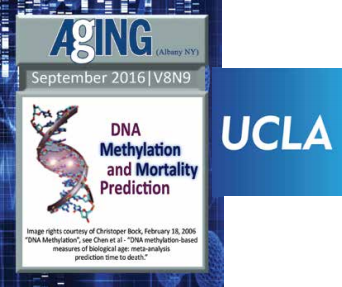 AgING (Albany NY)
September 2016|V8N9
DNA
Methylation
and Mortality
Prediction
Image rights courtesy of Christoper Bock, February 18, 2006
"DNA Methylation", see Chen et al - "DNA methylation-based
measures of biological age: meta-analysis
prediction time to death."
UCLA